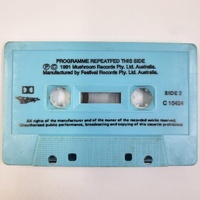 PROGRAMME REPEATED THIS SIDE
Ⓟ© 1991 Mushroom Records Pty. Ltd. Australia.
Manufactured by Festival Records Pty. Ltd. Australia.
SIDE 2
C 10424
All rights of the manufacturer and of the owner of the recorded works reserved.
Unauthorised public performance, broadcasting and copying of this cassette prohibited.